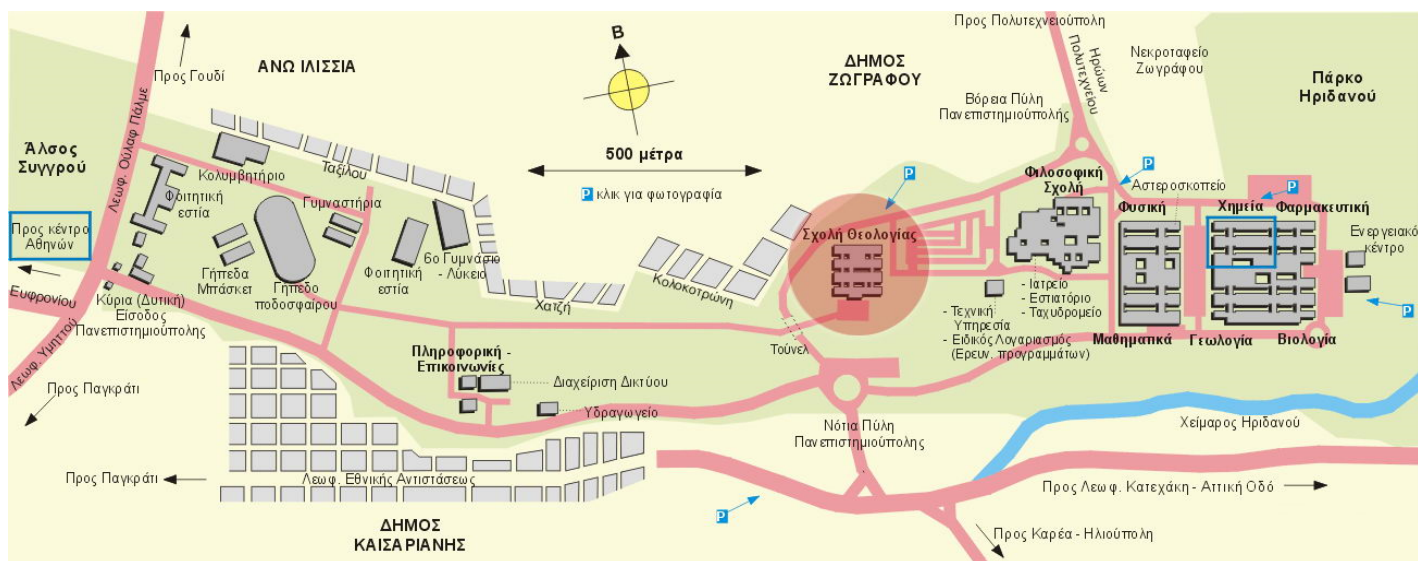 Προς Πολυτεχνειούπολη
Β
ΑΝΩ ΙΛΙΣΣΙΑ
Προς Γουδί
ΔΗΜΟΣ
ΖΩΓΡΑΦΟΥ
Ηρώων
Πολυτεχνείου
Νεκροταφείο
Ζωγράφου
Πάρκο
Ηριδανού
Βόρεια Πύλη
Πανεπιστημιούπολής
Άλσος
Συγγρού
Λεωφ. Ούλαφ Πάλμε
Κολυμβητήριο
Ταξίλου
500 μέτρα
P κλικ για φωτογραφία
P
P
P
Φιλοσοφική
Σχολή
Αστεροσκοπείο
Φοιτητική
εστία
Γυμναστήρια
Φυσική
Χημεία
Φαρμακευτική
Προς κέντρο
Αθηνών
Σχολή Θεολογίας
Ενεργειακό
κέντρο
Γήπεδα
Μπάσκετ
Γήπεδο
ποδοσφαίρου
Φοιτητική
εστία
6ο Γυμνάσιο
- Λύκειο
Κολοκοτρώνη
Χατζή
Ευφρονίου
Κύρια (Δυτική)
Είσοδος
Πανεπιστημιούπολης
- Ιατρείο
- Εστιατόριο
- Ταχυδρομείο
P
- Τεχνική
Υπηρεσία
- Ειδικός Λογαριασμός
(Ερευν. προγραμμάτων)
Λεωφ. Υμηττού
Τούνελ
Μαθηματικά
Γεωλογία
Βιολογία
Πληροφορική -
Επικοινωνίες
Διαχείριση Δικτύου
Προς Παγκράτι
Υδραγωγείο
Νότια Πύλη
Πανεπιστημιούπολης
Χείμαρος Ηριδανού
Προς Παγκράτι
Λεωφ. Εθνικής Αντιστάσεως
Προς Λεωφ. Κατεχάκη - Αττική Οδό
P
ΔΗΜΟΣ
ΚΑΙΣΑΡΙΑΝΗΣ
Προς Καρέα - Ηλιούπολη